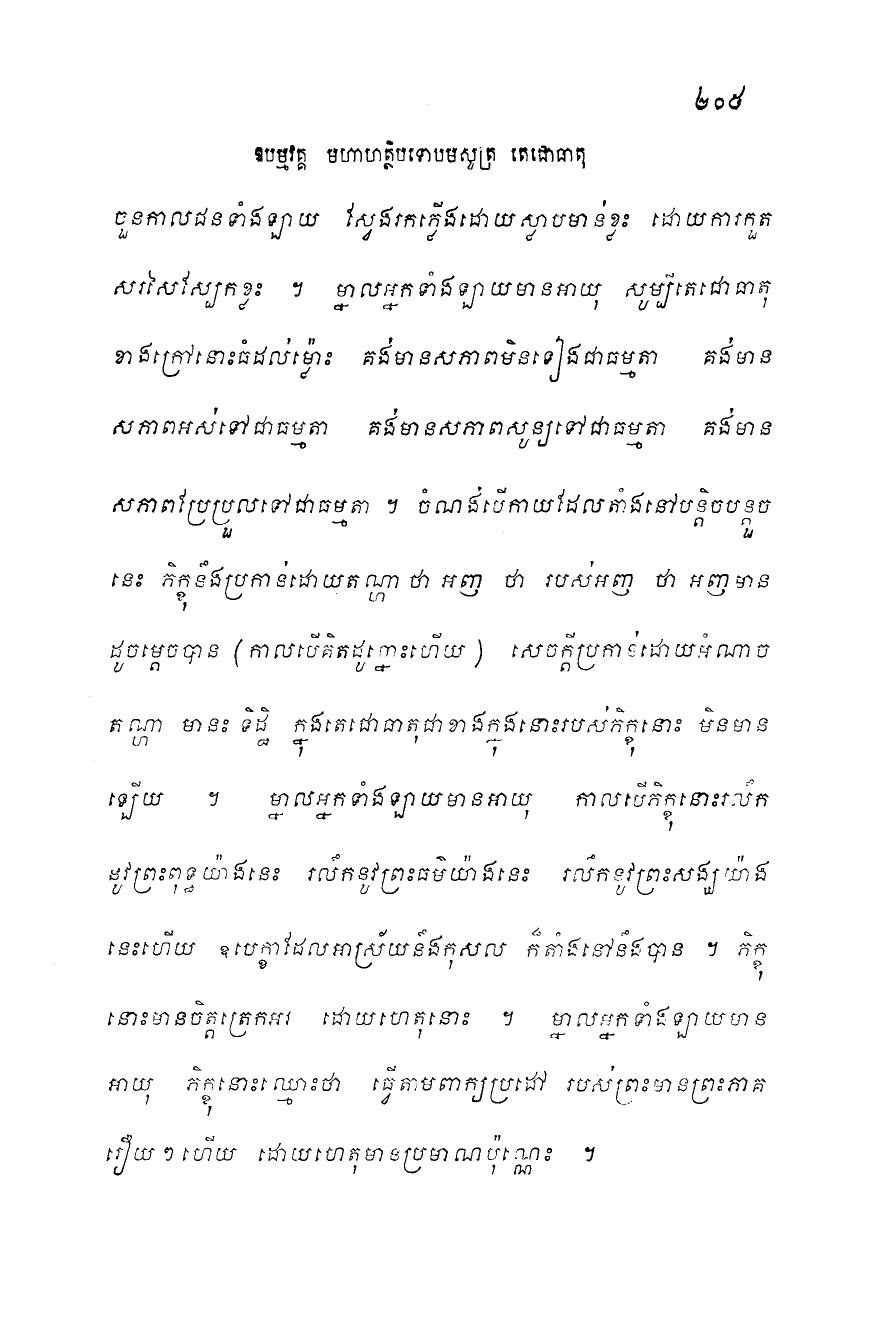 ២០៥
ឱបម្មវគ្គ មហាហត្ថិបទោបមសូត្រ តេជោធាតុ
ចួនកាលជនទាំងឡាយ ស្វែងរកភ្លើងដោយស្លាបមាន់ខ្លះ ដោយការកួត
សរសៃស្បែកខ្លះ ។ ម្នាលអ្នកទាំងឡាយមានអាយុ សូម្បីតេជោធាតុ
ខាងក្រៅនោះធំដល់ម្ល៉ោះ គង់មានសភាពមិនទៀងជាធម្មតា គង់មាន
សភាពអស់ទៅជាធម្មតា គង់មានសភាពសូន្យទៅជាធម្មតា គង់មាន
សភាពប្រែប្រួលទៅជាធម្មតា ។ ចំណង់បើកាយដែលតាំងនៅបន្តិចបន្តួច
នេះ ភិក្ខុនឹងប្រកាន់ដោយតណ្ហា ថា អញ ថា របស់អញ ថា អញមាន
ដូចម្តេចបាន (កាលបើគិតដូច្នោះហើយ) សេចក្តីប្រកាន់ដោយអំណាច
តណ្ហា មានះ ទិដ្ឋិ ក្នុងតេជោធាតុជាខាងក្នុងនោះរបស់ភិក្ខុនោះ មិនមាន
ឡើយ ។ ម្នាលអ្នកទាំងឡាយមានអាយុ កាលបើភិក្ខុនោះរលឹក
នូវព្រះពុទ្ធយ៉ាងនេះ រលឹកនូវព្រះធម៌យ៉ាងនេះ រលឹកនូវព្រះសង្ឃយ៉ាង
នេះហើយ ឧបេក្ខាដែលអាស្រ័យនឹងកុសល ក៏តាំងនៅនឹងបាន ។ ភិក្ខុ
នោះមានចិត្តត្រេកអរ ដោយហេតុនោះ ។ ម្នាលអ្នកទាំងឡាយមាន
អាយុ ភិក្ខុនោះឈ្មោះថា ធ្វើតាមពាក្យប្រដៅ របស់ព្រះមានព្រះភាគ
រឿយៗហើយ ដោយហេតុមានប្រមាណប៉ុណ្ណេះ ។